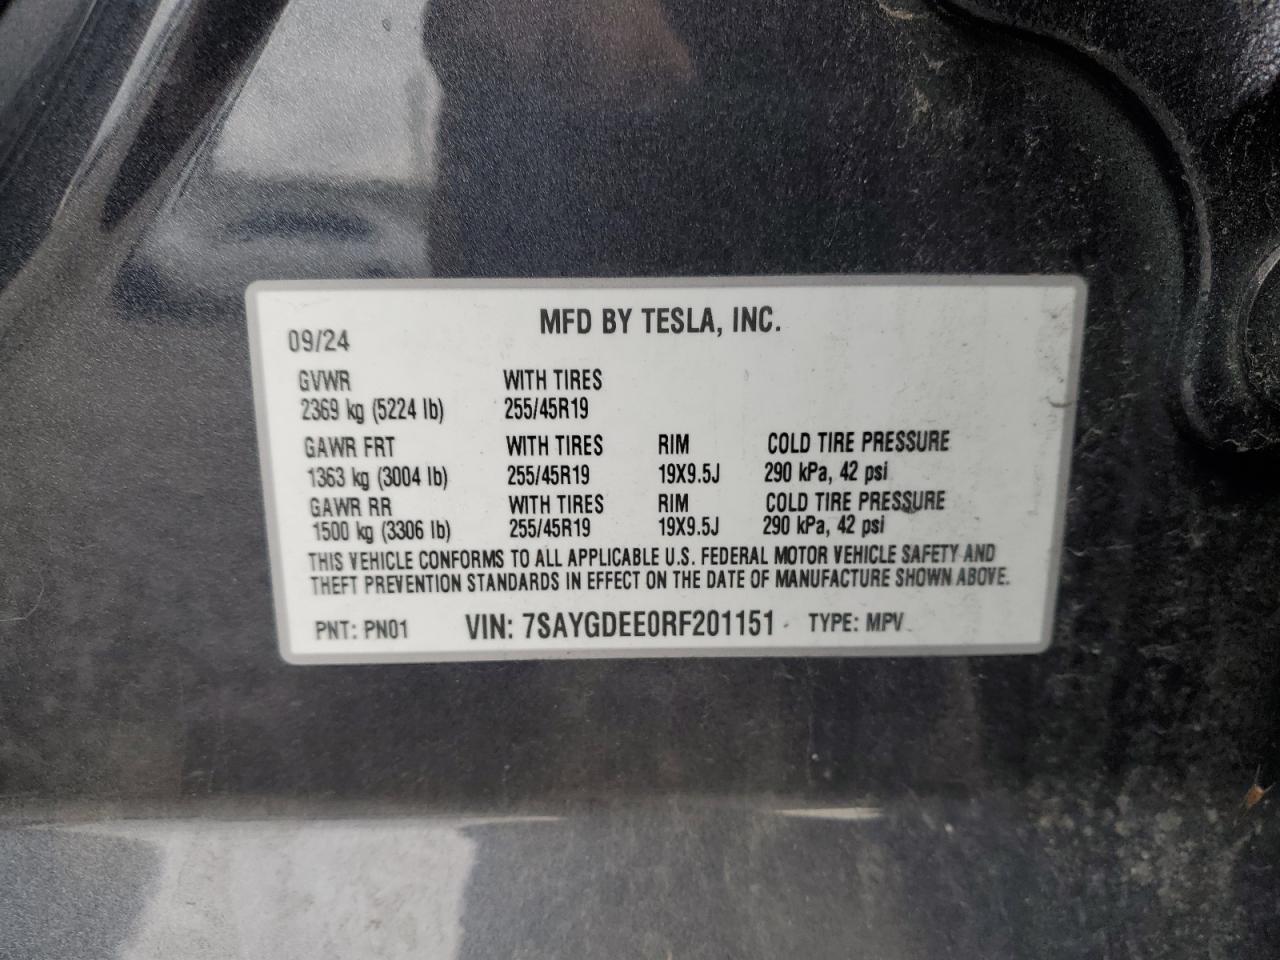 MFD BY TESLA, INC.
09/24
GVWR WITH TIRES
2369 kg (5224 lb) 255/45R19
GAWR FRT WITH TIRES RIM COLD TIRE PRESSURE
1363 kg (3004 lb) 255/45R19 19X9.5J 290 kPa, 42 psi
GAWR RR WITH TIRES RIM COLD TIRE PRESSURE
1500 kg (3306 lb) 255/45R19 19X9.5J 290 kPa, 42 psi
THIS VEHICLE CONFORMS TO ALL APPLICABLE U.S. FEDERAL MOTOR VEHICLE SAFETY AND
THEFT PREVENTION STANDARDS IN EFFECT ON THE DATE OF MANUFACTURE SHOWN ABOVE.
PNT: PN01 VIN: 7SAYGDEE0RF201151 TYPE: MPV